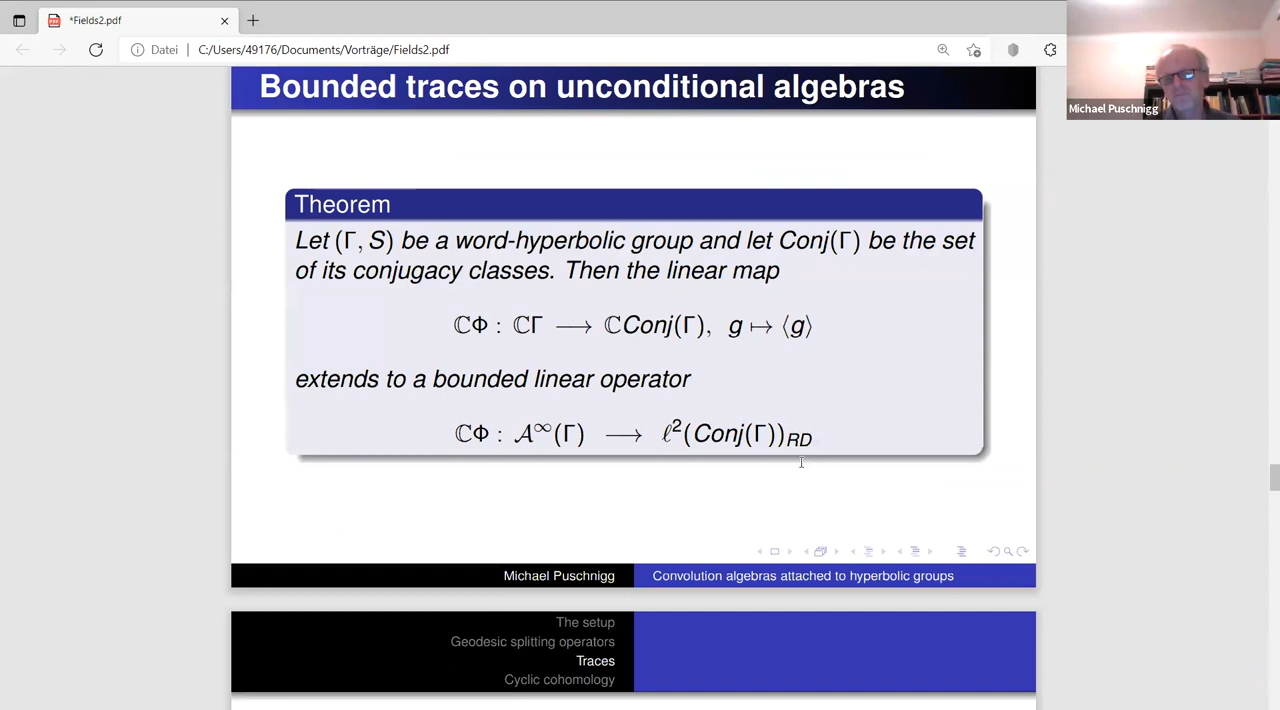 *Fields2.pdf
Datei
C:/Users/49176/Documents/Vorträge/Fields2.pdf
Michael Puschnigg
Bounded traces on unconditional algebras
Theorem
Let (Γ, S) be a word-hyperbolic group and let Conj(Γ) be the set
of its conjugacy classes. Then the linear map
ℂΦ : ℂΓ ⟶ ℂConj(Γ), g ↦ ⟨g⟩
extends to a bounded linear operator
ℂΦ : 𝒜^∞(Γ) ⟶ ℓ²(Conj(Γ))_RD
Michael Puschnigg
Convolution algebras attached to hyperbolic groups
The setup
Geodesic splitting operators
Traces
Cyclic cohomology